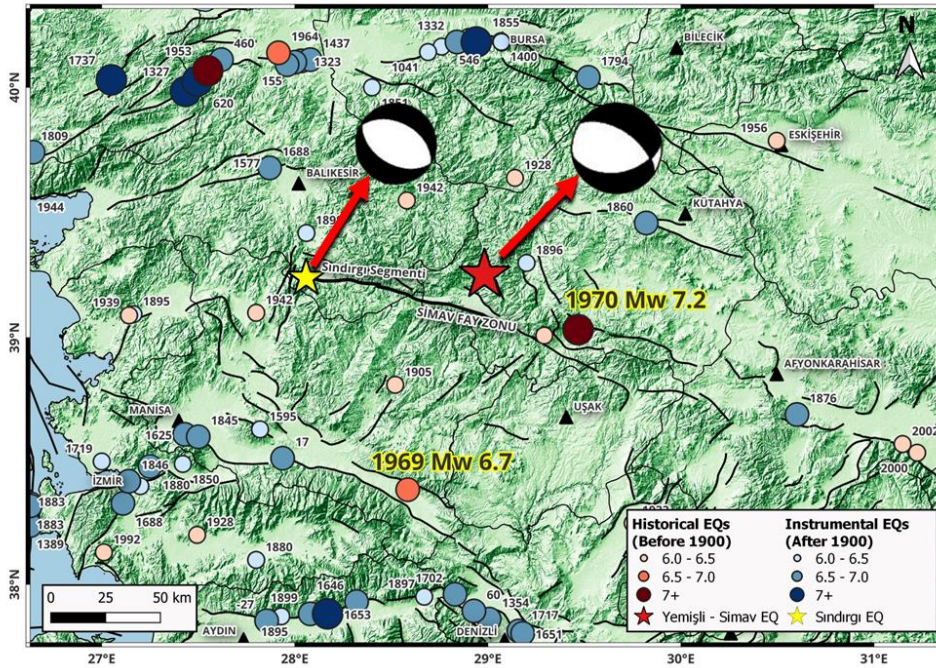 1332
1855
N
1964
1437
BURSA
BİLECİK
460
1953
1737
1327
155
1323
1041
546
1400
1794
620
1851
1956
ESKİŞEHİR
1809
1688
1577
BALIKESİR
1928
1942
KÜTAHYA
1860
1944
1896
Sındırgı Segmenti
1970 Mw 7.2
1939
1895
1942
SİMAV FAY ZONU
AFYONKARAHİSAR
1905
MANİSA
1845
1595
UŞAK
1876
1625
17
2002
1719
1969 Mw 6.7
İZMİR
1846
1880
1850
2000
1883
1883
1688
1928
1389
1992
1880
Historical EQs
(Before 1900)
Instrumental EQs
(After 1900)
6.0 - 6.5
6.0 - 6.5
6.5 - 7.0
6.5 - 7.0
7+
7+
Yemişli - Simav EQ
Sındırgı EQ
0
25
50 km
1646
1897
1702
60
1354
-27
1899
1653
1717
AYDIN
1895
DENİZLİ
1651
40°N
39°N
38°N
27°E
28°E
29°E
30°E
31°E